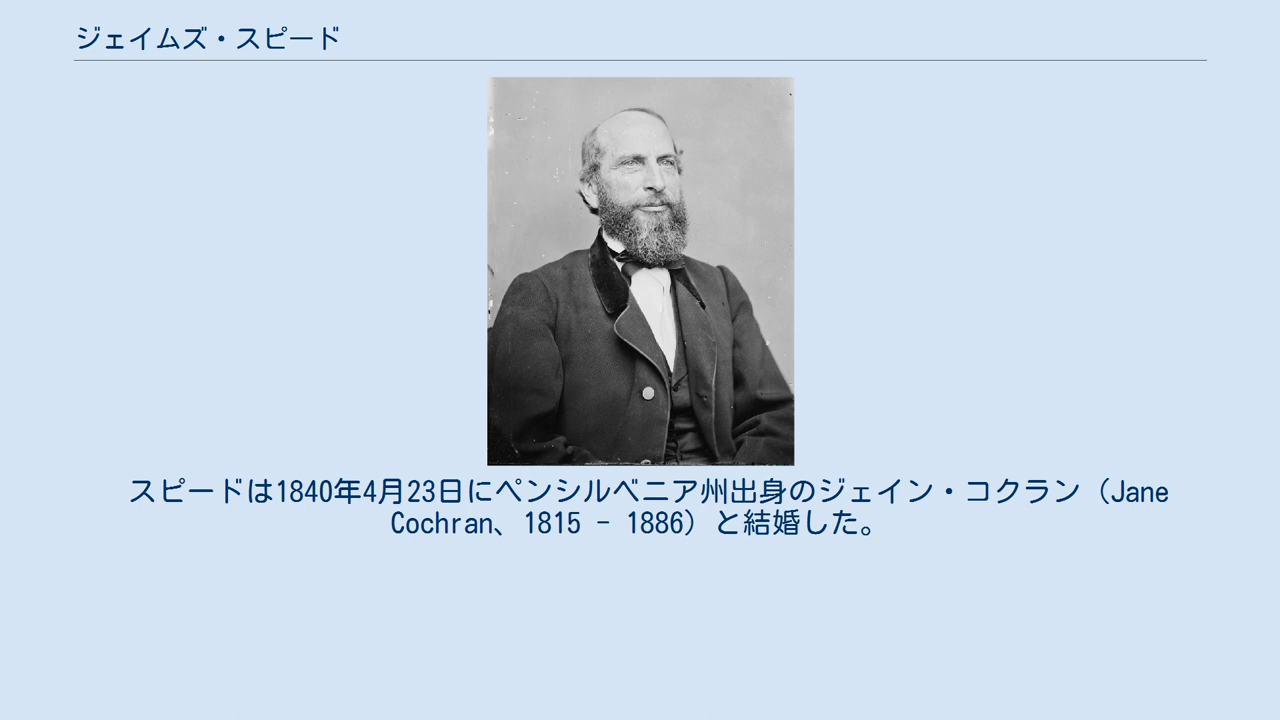 ジェイムズ・スピード
スピードは1840年4月23日にペンシルベニア州出身のジェイン・コクラン（Jane
Cochran、1815 - 1886）と結婚した。